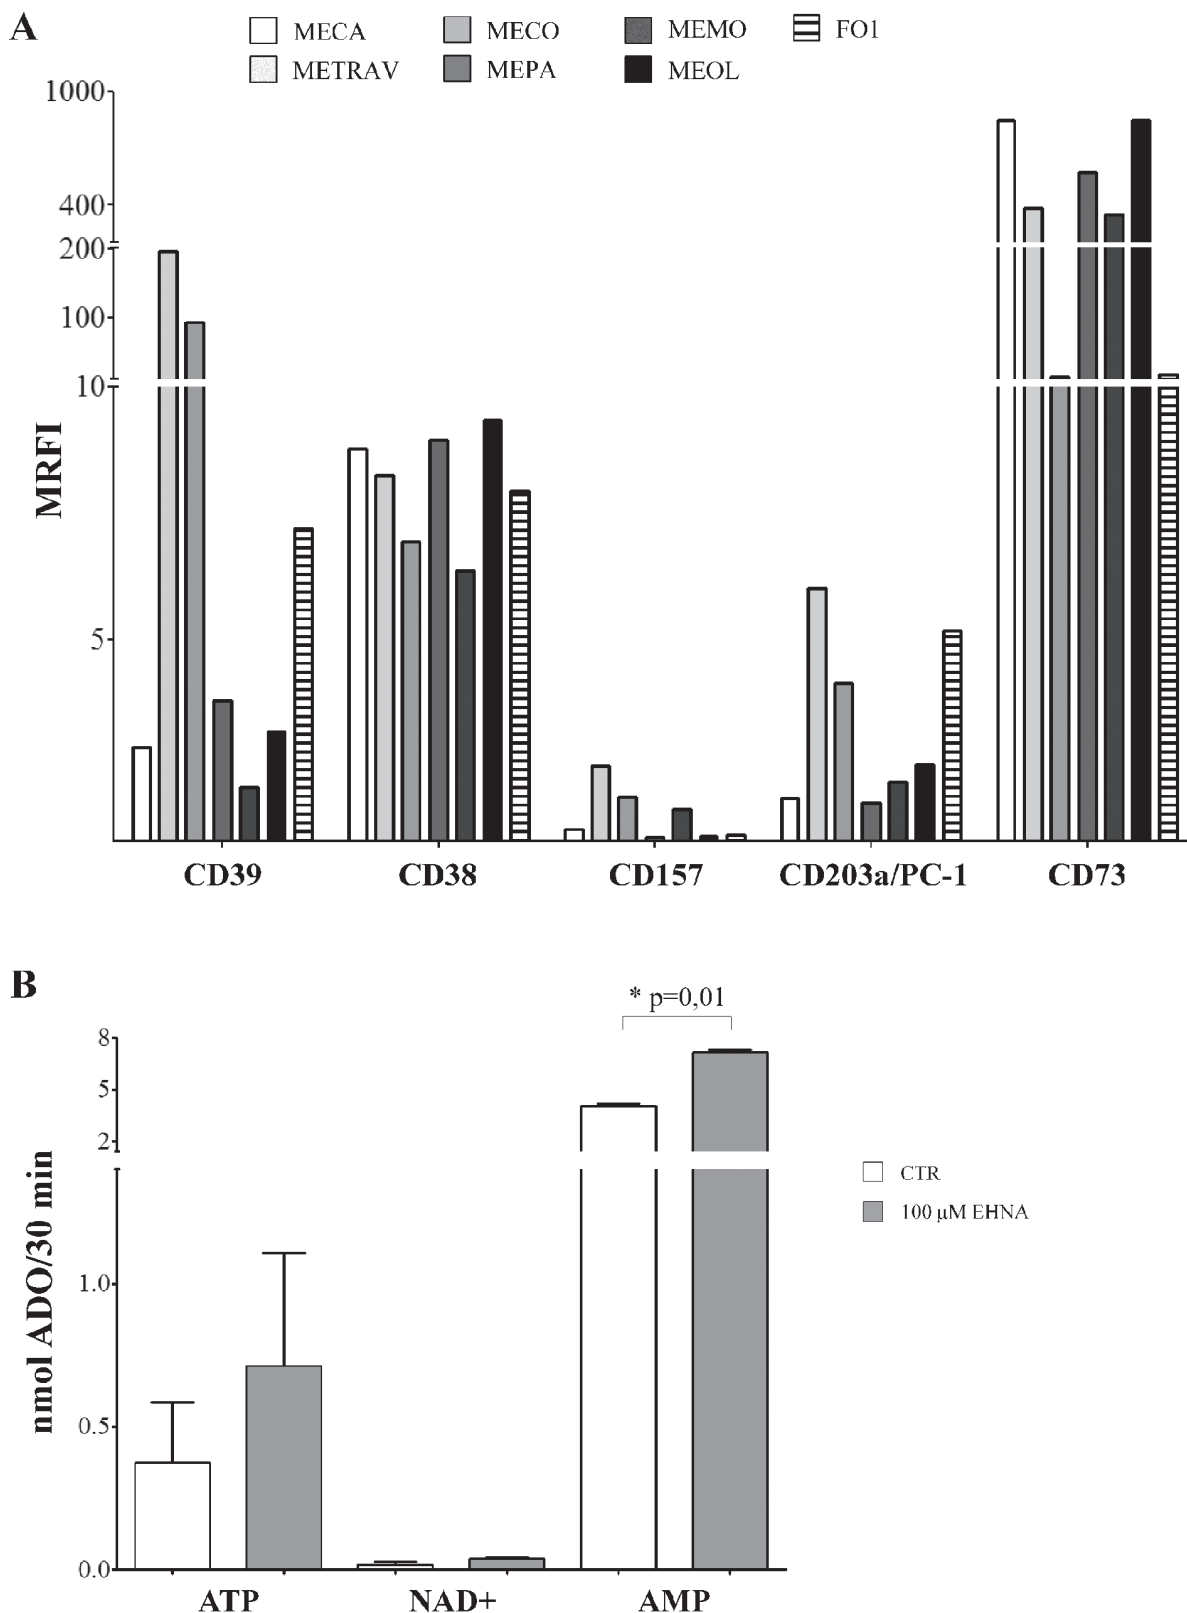 A
MECA MECO MEMO FO1
METRAV MEPA MEOL
1000
400
200
100
10
5
MRFI
CD39 CD38 CD157 CD203a/PC-1 CD73
B
* p=0,01
8
5
2
1.0
0.5
0.0
nmol ADO/30 min
CTR
100 µM EHNA
ATP NAD+ AMP